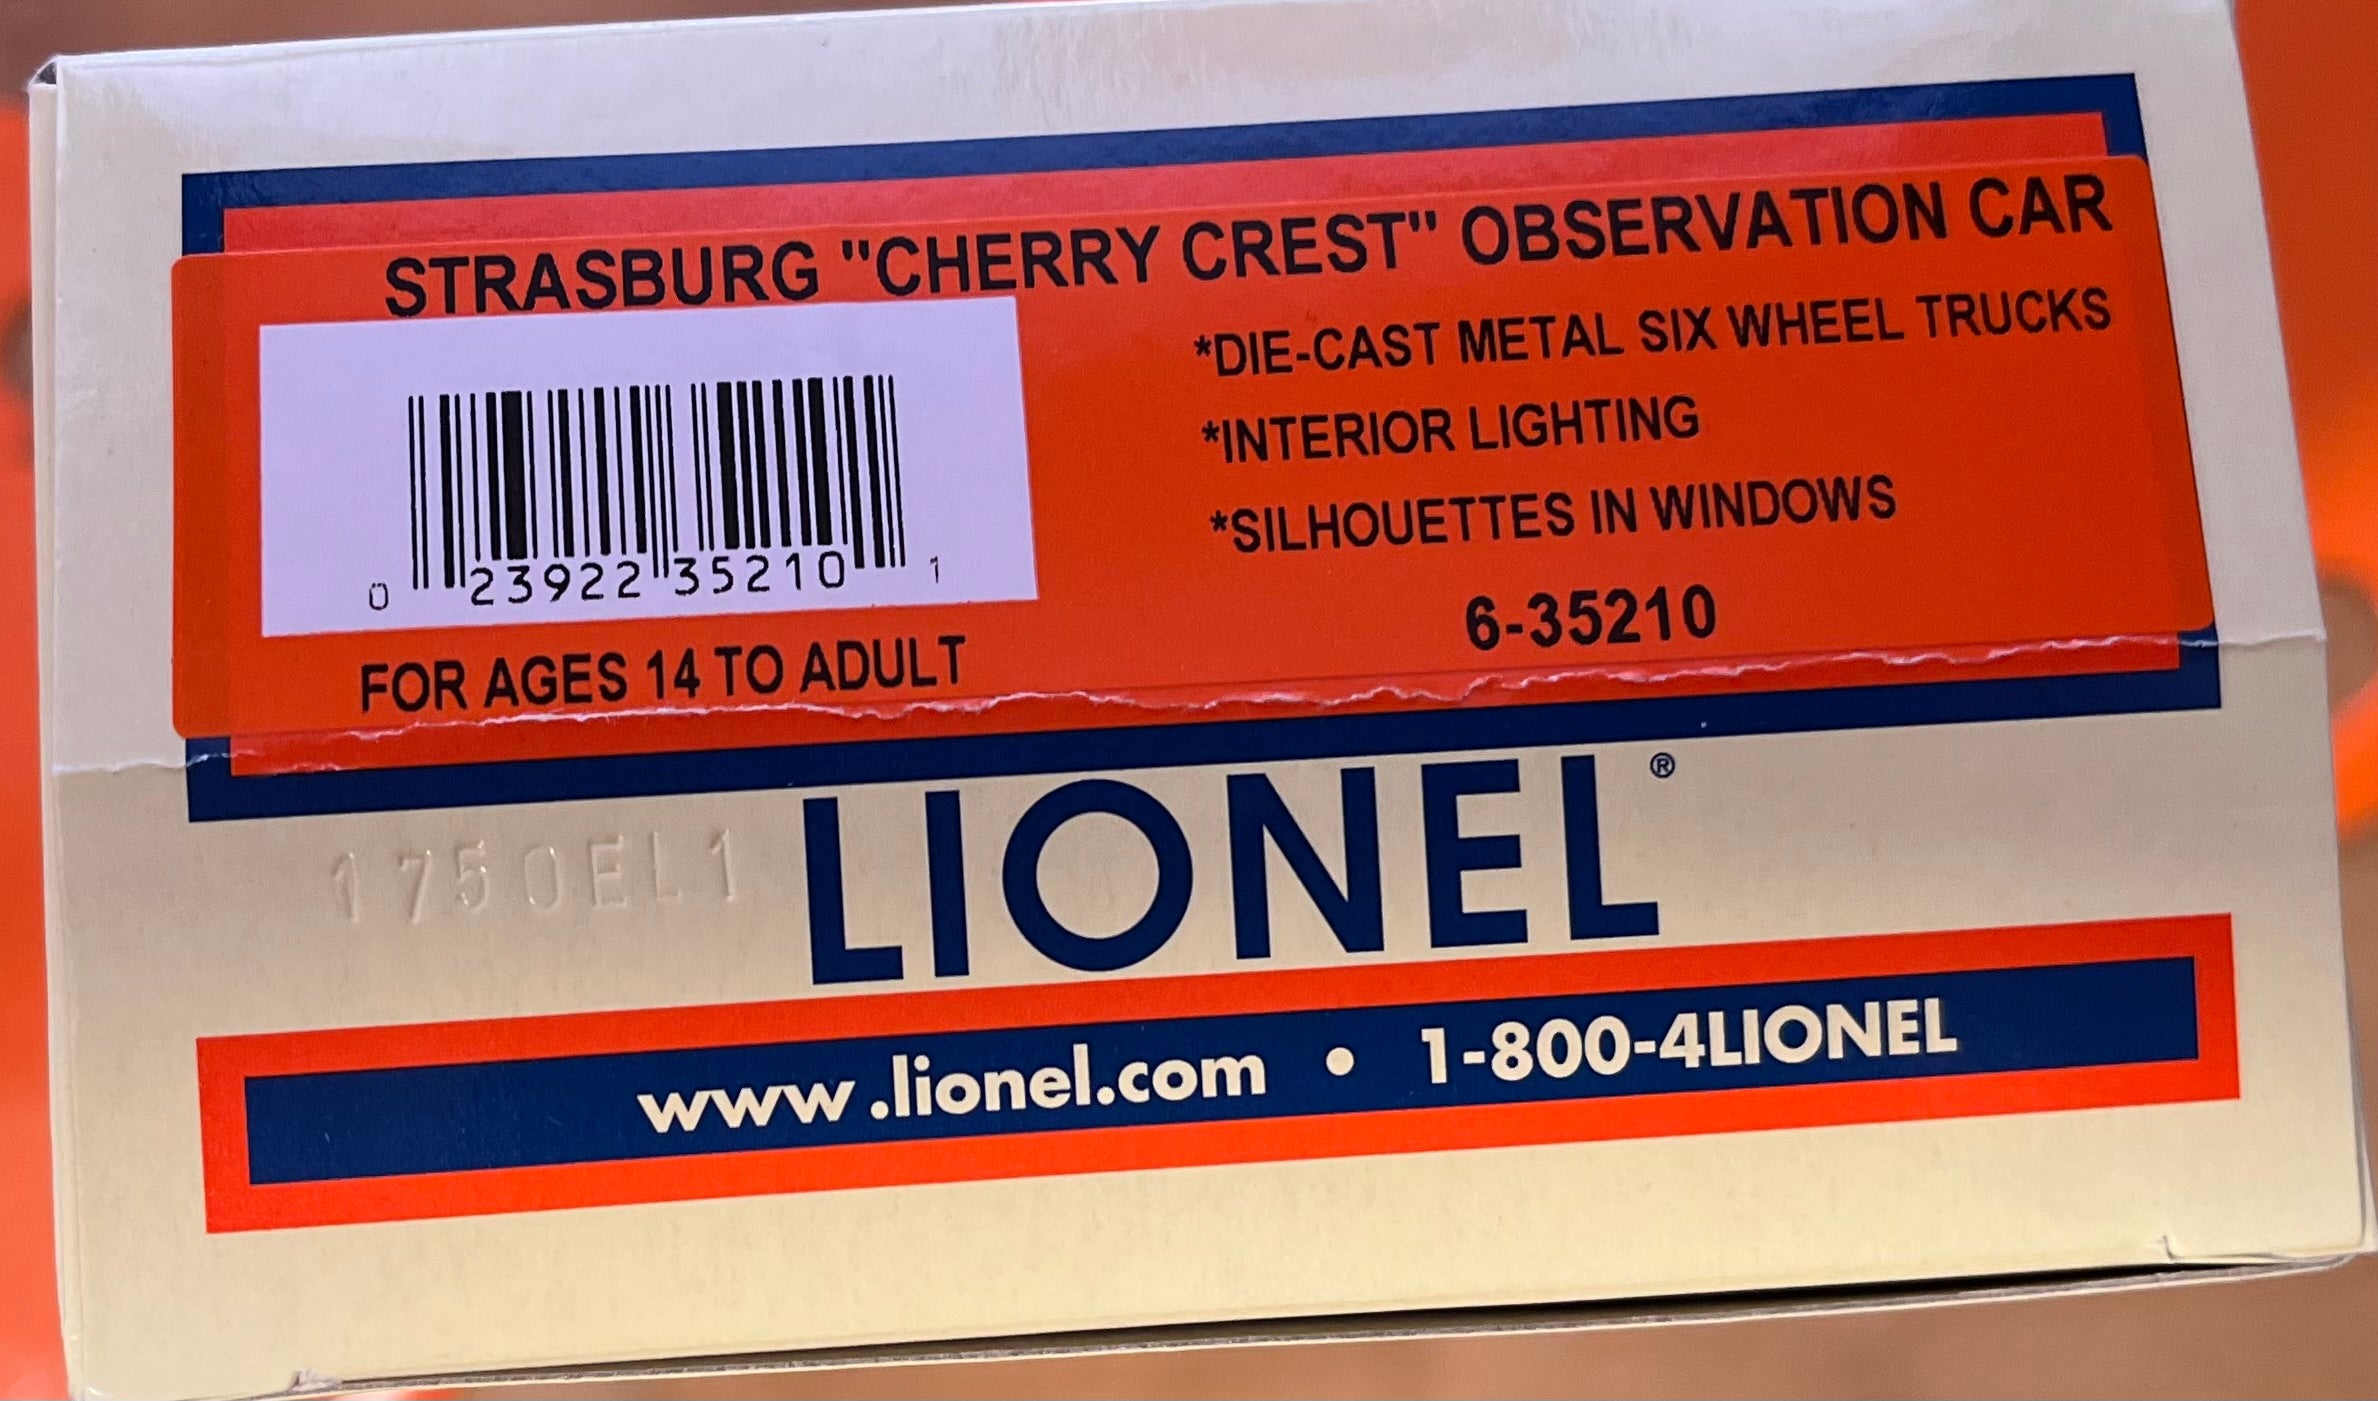 STRASBURG "CHERRY CREST" OBSERVATION CAR
*DIE-CAST METAL SIX WHEEL TRUCKS
*INTERIOR LIGHTING
*SILHOUETTES IN WINDOWS
0 23922 35210 1
6-35210
FOR AGES 14 TO ADULT
LIONEL®
1750EL1
www.lionel.com • 1-800-4LIONEL